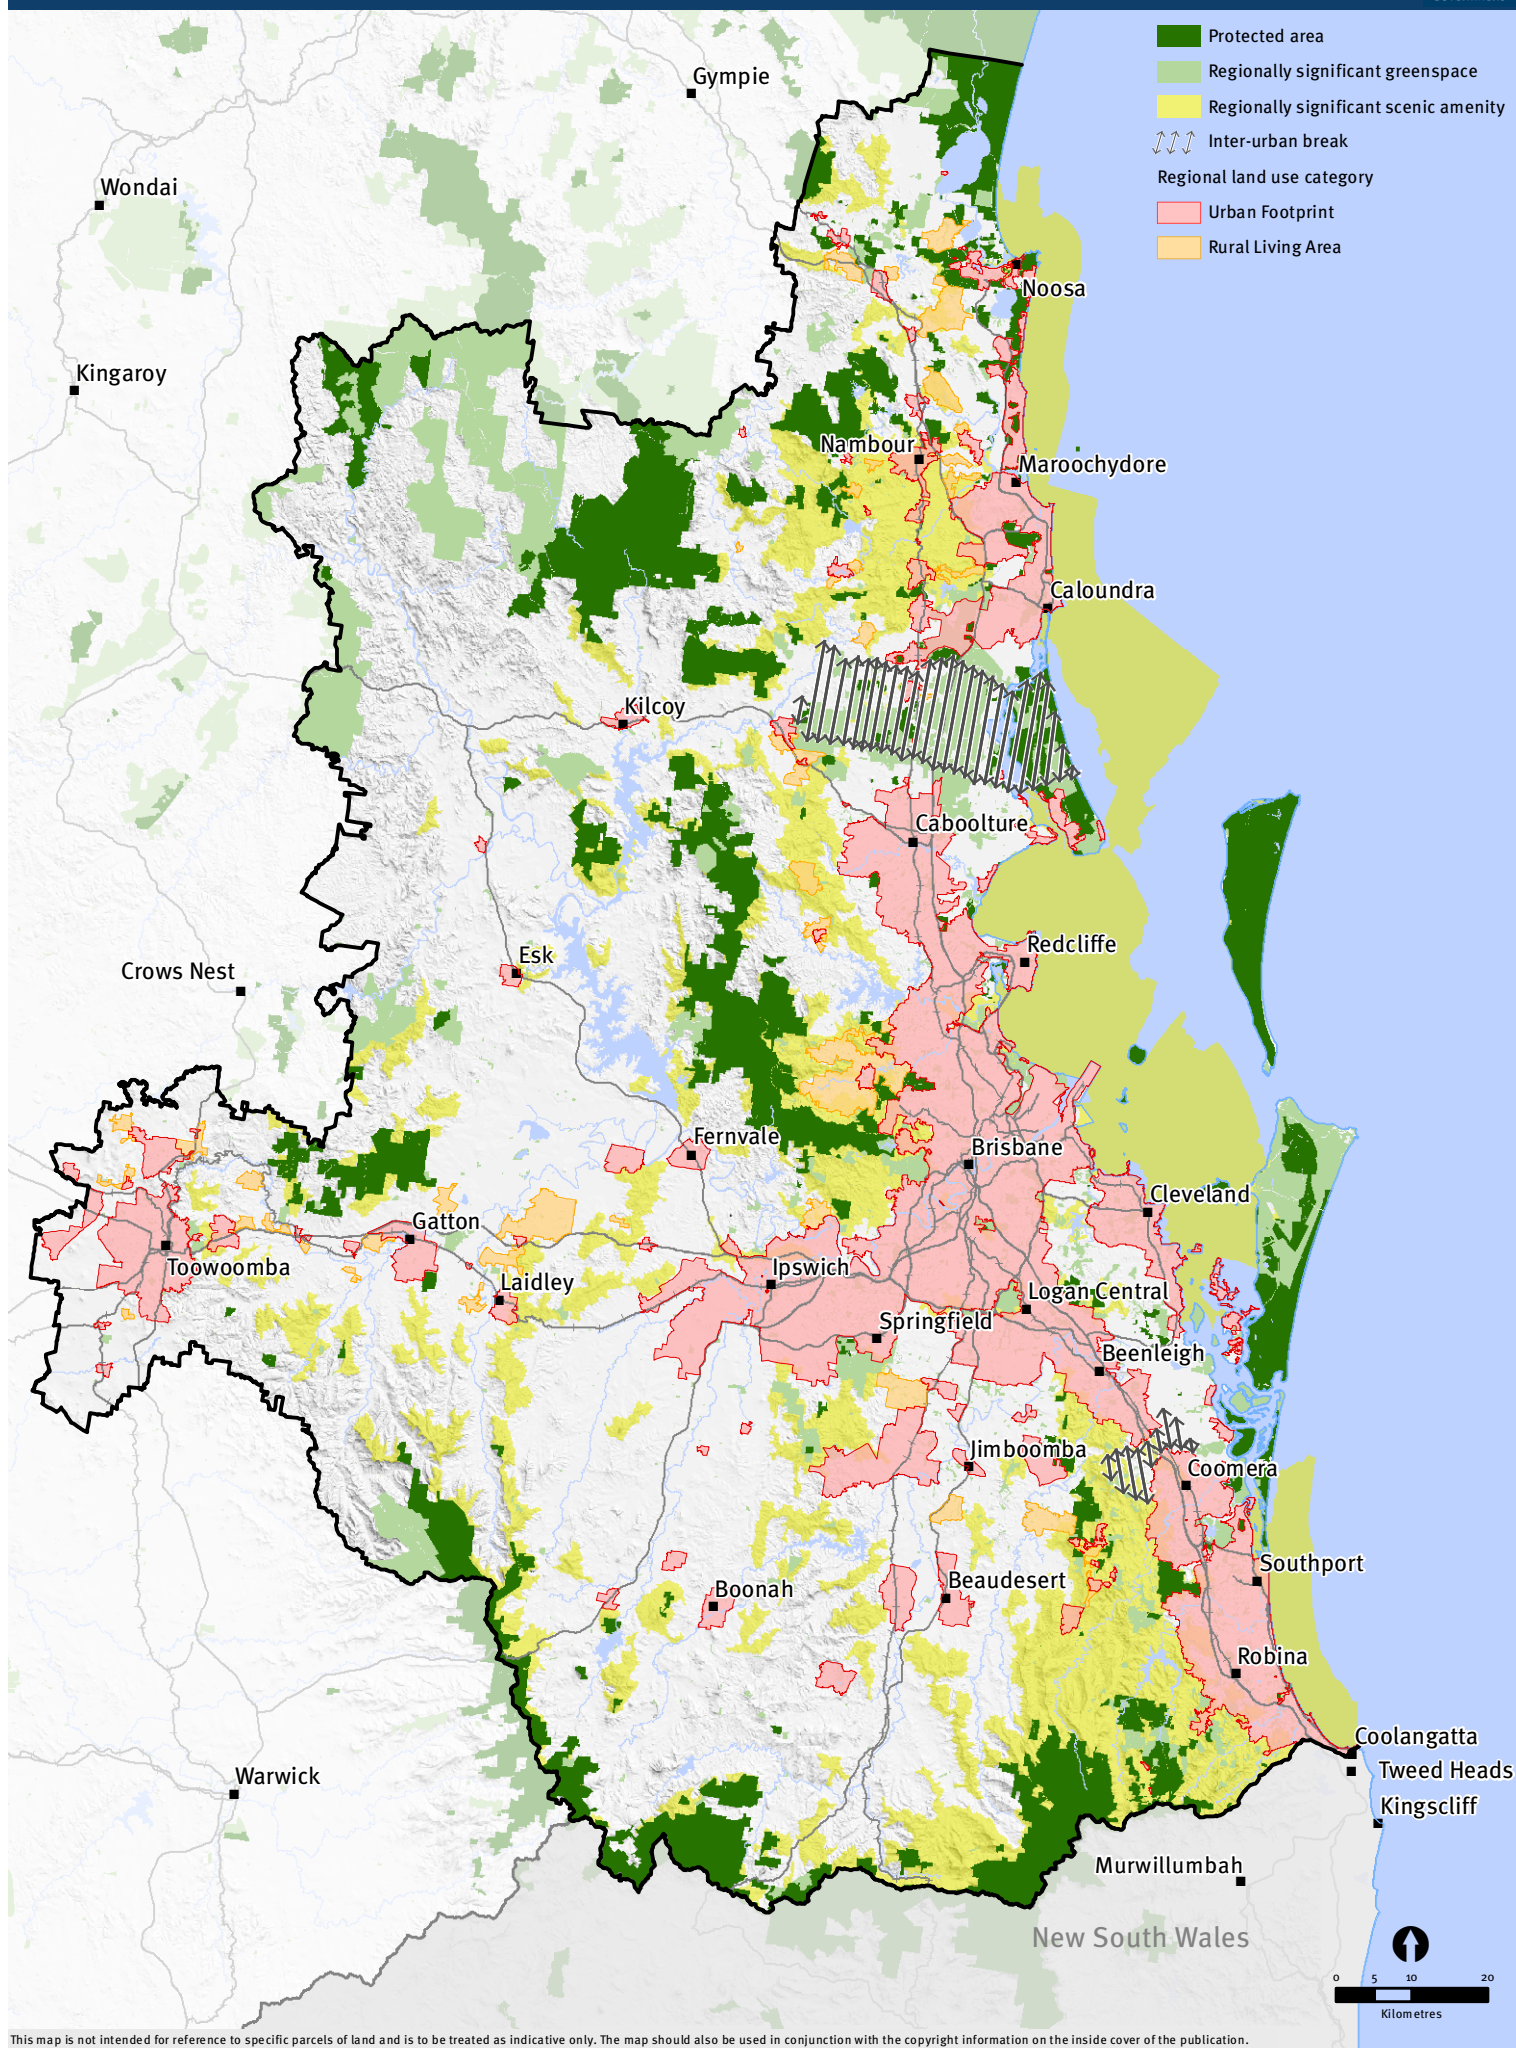 Protected area
Regionally significant greenspace
Regionally significant scenic amenity
Inter-urban break
Regional land use category
Urban Footprint
Rural Living Area
Gympie
Wondai
Noosa
Kingaroy
Nambour
Maroochydore
Caloundra
Kilcoy
Caboolture
Redcliffe
Esk
Crows Nest
Fernvale
Brisbane
Cleveland
Gatton
Toowoomba
Ipswich
Laidley
Logan Central
Springfield
Beenleigh
Jimboomba
Coomera
Southport
Beaudesert
Boonah
Robina
Coolangatta
Tweed Heads
Warwick
Kingscliff
Murwillumbah
New South Wales
0 5 10 20
Kilometres
This map is not intended for reference to specific parcels of land and is to be treated as indicative only. The map should also be used in conjunction with the copyright information on the inside cover of the publication.